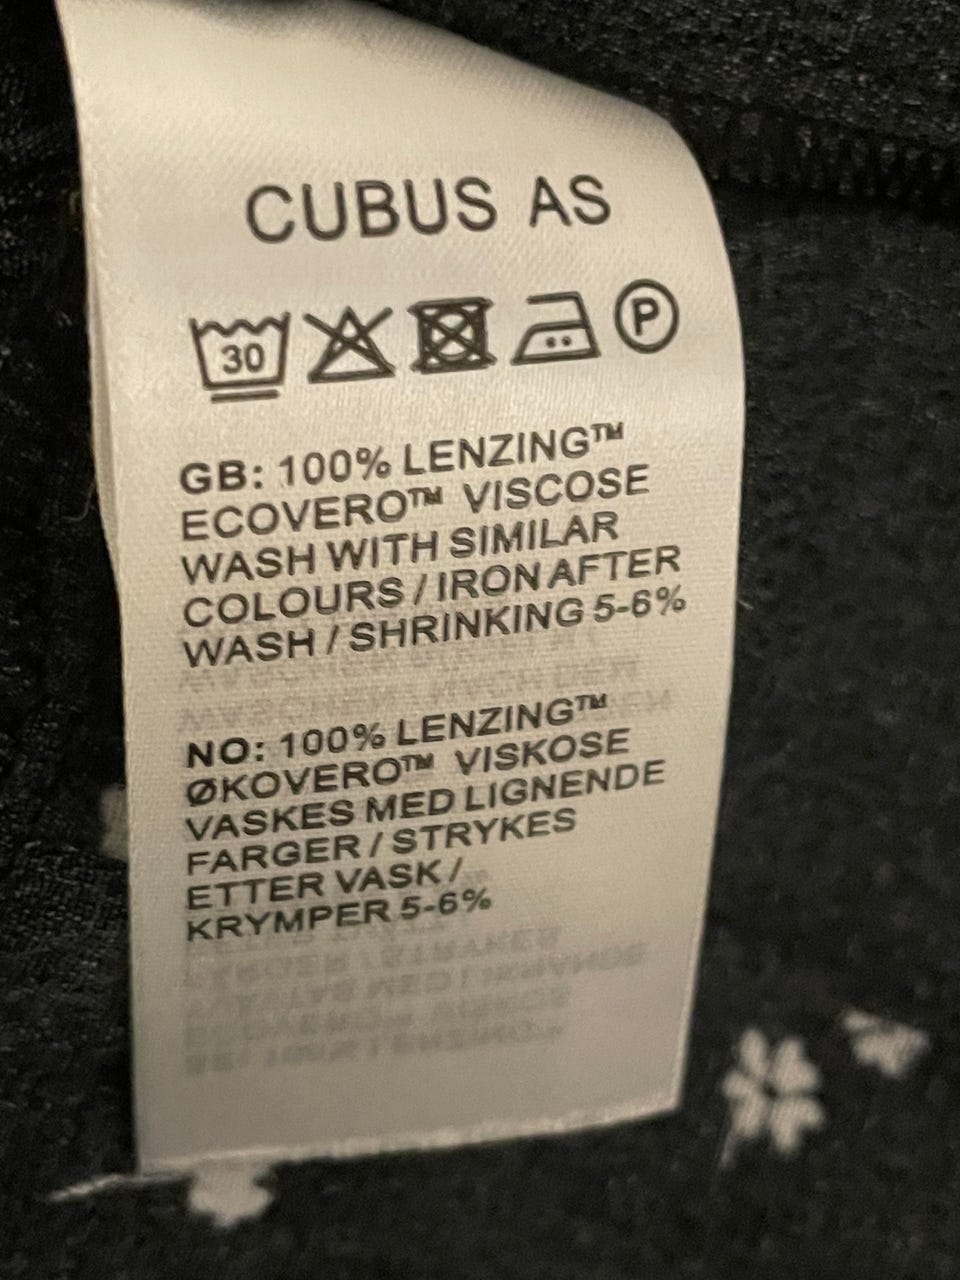 CUBUS AS
30 P
GB: 100% LENZING™
ECOVERO™ VISCOSE
WASH WITH SIMILAR
COLOURS / IRON AFTER
WASH / SHRINKING 5-6%
NO: 100% LENZING™
ØKOVERO™ VISKOSE
VASKES MED LIGNENDE
FARGER / STRYKES
ETTER VASK /
KRYMPER 5-6%